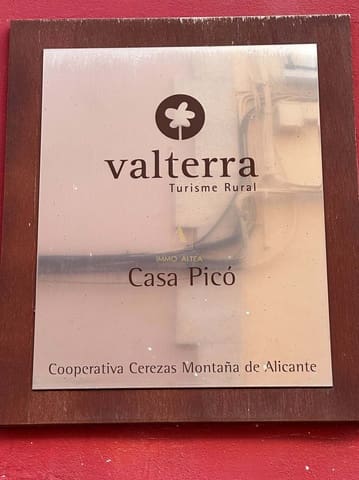 valterra
Turisme Rural
IMMO ALTEA
Casa Picó
Cooperativa Cerezas Montaña de Alicante